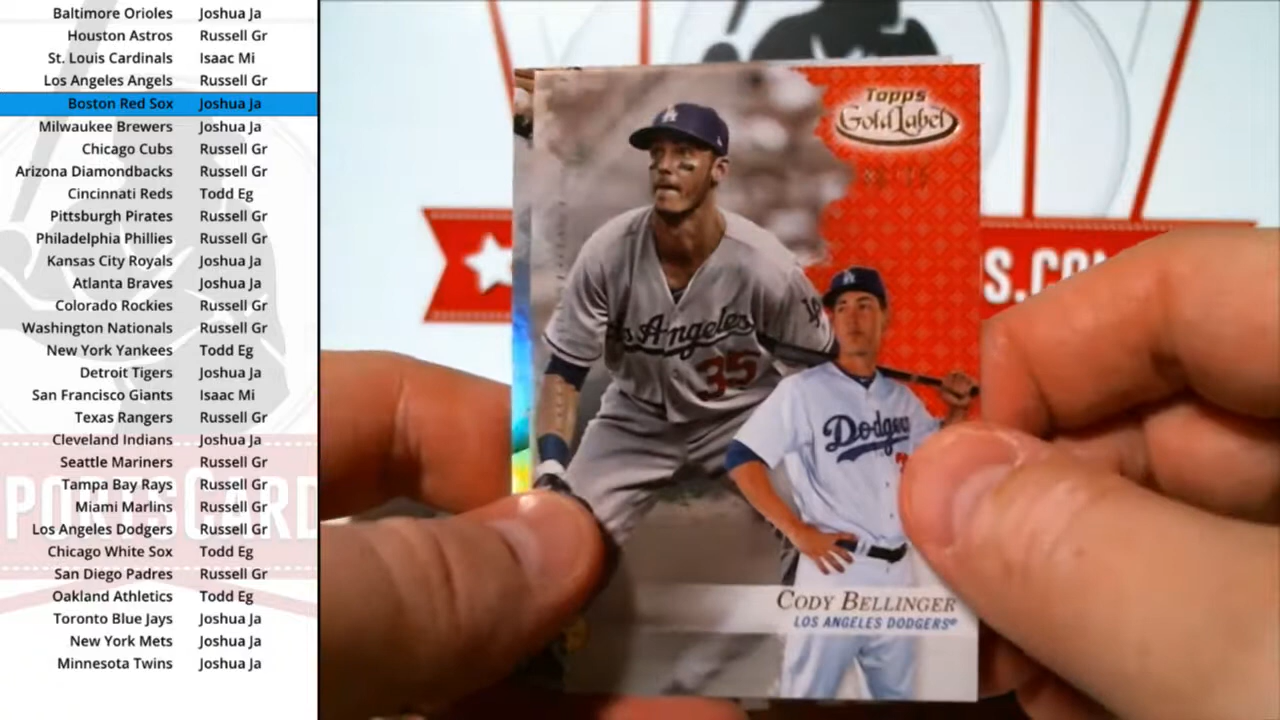 Baltimore Orioles Joshua Ja
Houston Astros Russell Gr
St. Louis Cardinals Isaac Mi
Los Angeles Angels Russell Gr
Boston Red Sox Joshua Ja
Milwaukee Brewers Joshua Ja
Chicago Cubs Russell Gr
Arizona Diamondbacks Russell Gr
Cincinnati Reds Todd Eg
Pittsburgh Pirates Russell Gr
Philadelphia Phillies Russell Gr
Kansas City Royals Joshua Ja
Atlanta Braves Joshua Ja
Colorado Rockies Russell Gr
Washington Nationals Russell Gr
New York Yankees Todd Eg
Detroit Tigers Joshua Ja
San Francisco Giants Isaac Mi
Texas Rangers Russell Gr
Cleveland Indians Joshua Ja
Seattle Mariners Russell Gr
Tampa Bay Rays Russell Gr
Miami Marlins Russell Gr
Los Angeles Dodgers Russell Gr
Chicago White Sox Todd Eg
San Diego Padres Russell Gr
Oakland Athletics Todd Eg
Toronto Blue Jays Joshua Ja
New York Mets Joshua Ja
Minnesota Twins Joshua Ja
Topps
Gold Label
LA
Los Angeles
35
Dodgers
CODY BELLINGER
LOS ANGELES DODGERS®